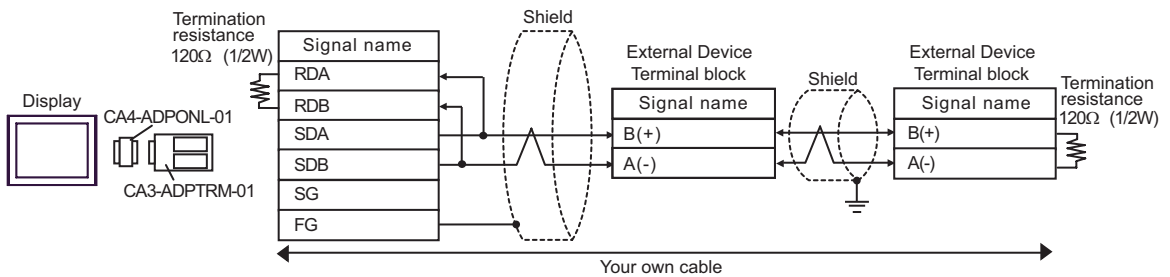 Display
CA4-ADPONL-01
CA3-ADPTRM-01
Termination
resistance
120Ω (1/2W)
Signal name
RDA
RDB
SDA
SDB
SG
FG
Shield
External Device
Terminal block
Signal name
B(+)
A(-)
Shield
External Device
Terminal block
Signal name
B(+)
A(-)
Termination
resistance
120Ω (1/2W)
Your own cable